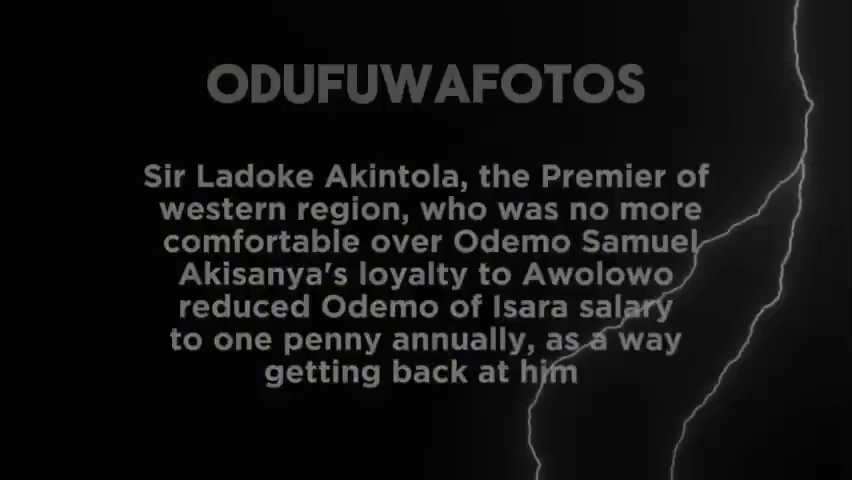 ODUFUWAFOTOS
Sir Ladoke Akintola, the Premier of
western region, who was no more
comfortable over Odemo Samuel
Akisanya's loyalty to Awolowo
reduced Odemo of Isara salary
to one penny annually, as a way
getting back at him